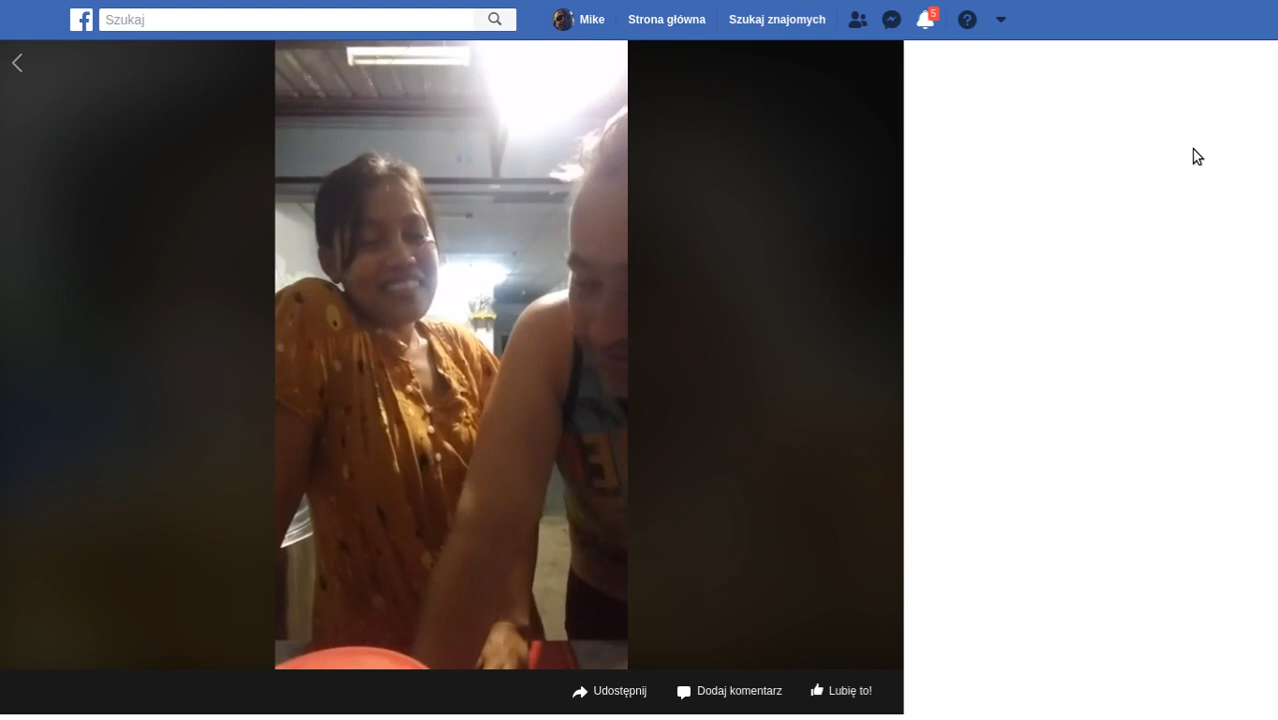 Szukaj
Mike
Strona główna
Szukaj znajomych
5
Udostępnij
Dodaj komentarz
Lubię to!